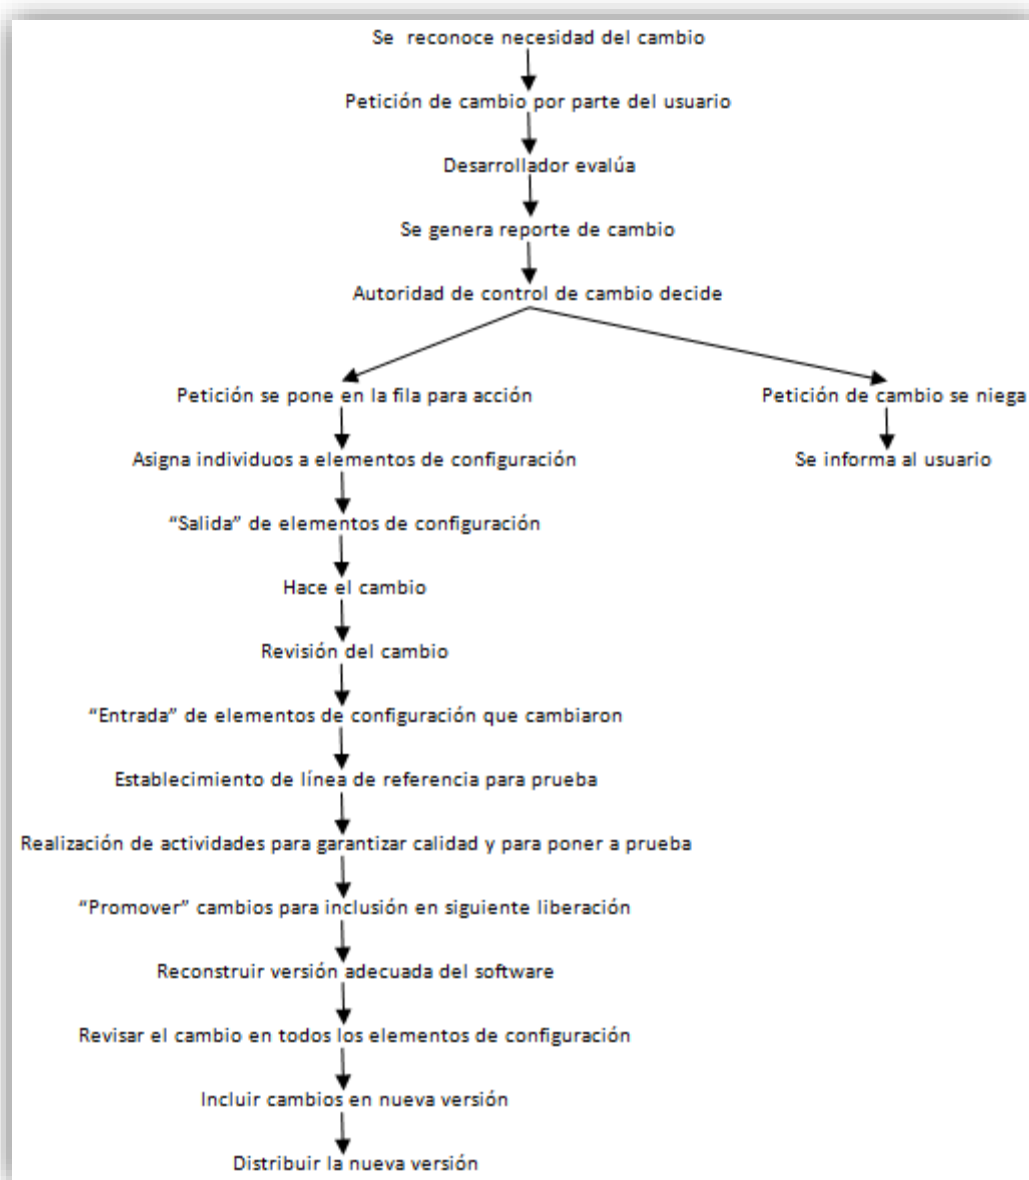 Se reconoce necesidad del cambio
Petición de cambio por parte del usuario
Desarrollador evalúa
Se genera reporte de cambio
Autoridad de control de cambio decide
Petición se pone en la fila para acción
Petición de cambio se niega
Asigna individuos a elementos de configuración
Se informa al usuario
“Salida” de elementos de configuración
Hace el cambio
Revisión del cambio
“Entrada” de elementos de configuración que cambiaron
Establecimiento de línea de referencia para prueba
Realización de actividades para garantizar calidad y para poner a prueba
“Promover” cambios para inclusión en siguiente liberación
Reconstruir versión adecuada del software
Revisar el cambio en todos los elementos de configuración
Incluir cambios en nueva versión
Distribuir la nueva versión